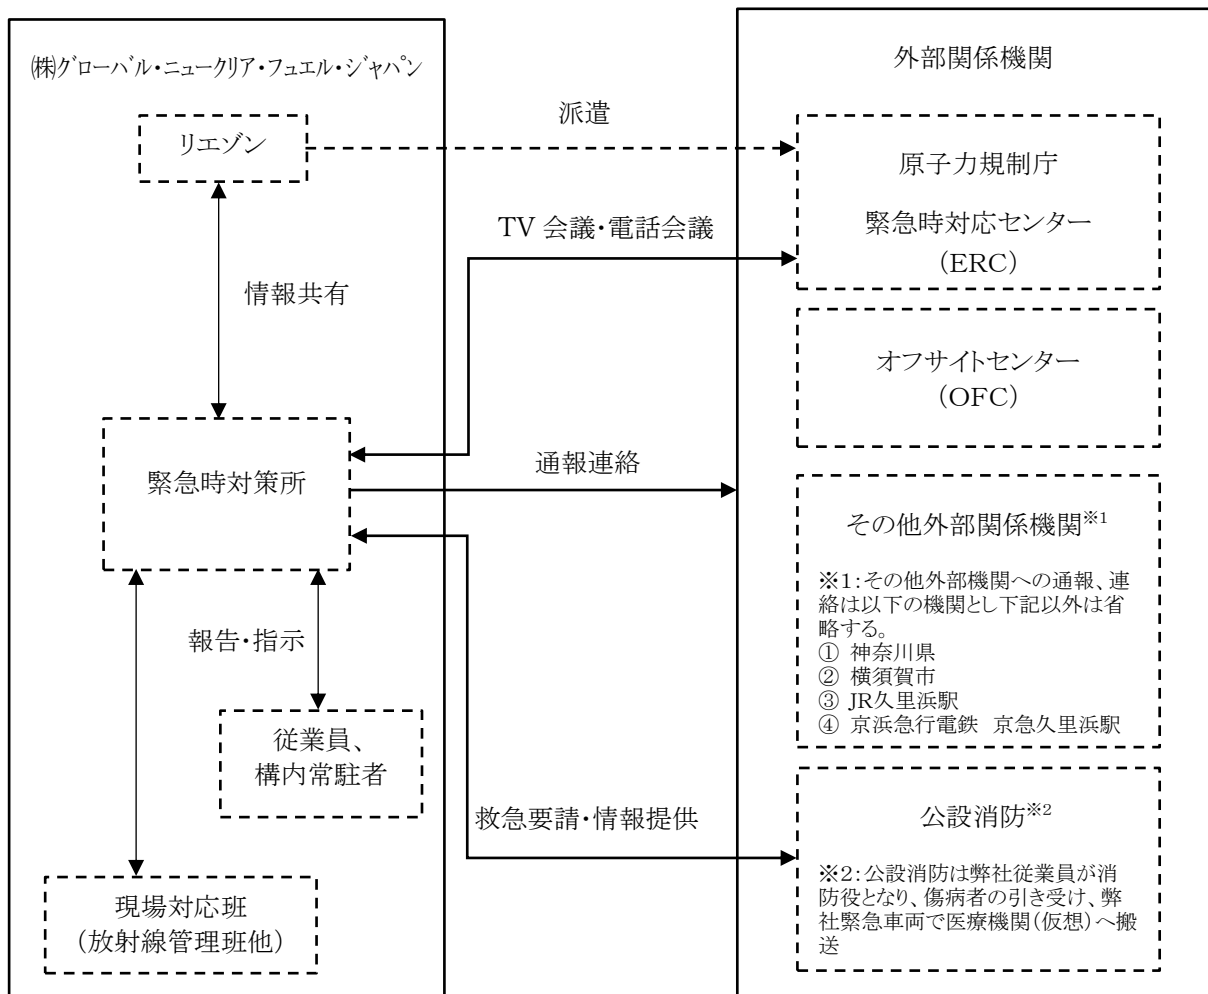 ㈱グローバル・ニュークリア・フュエル・ジャパン
リエゾン
情報共有
緊急時対策所
報告・指示
従業員、
構内常駐者
現場対応班
(放射線管理班他)
派遣
TV 会議・電話会議
通報連絡
救急要請・情報提供
外部関係機関
原子力規制庁
緊急時対応センター
(ERC)
オフサイトセンター
(OFC)
その他外部関係機関※1
※1:その他外部機関への通報、連
絡は以下の機関とし下記以外は省
略する。
① 神奈川県
② 横須賀市
③ JR久里浜駅
④ 京浜急行電鉄 京急久里浜駅
公設消防※2
※2:公設消防は弊社従業員が消
防役となり、傷病者の引き受け、弊
社緊急車両で医療機関(仮想)へ搬
送